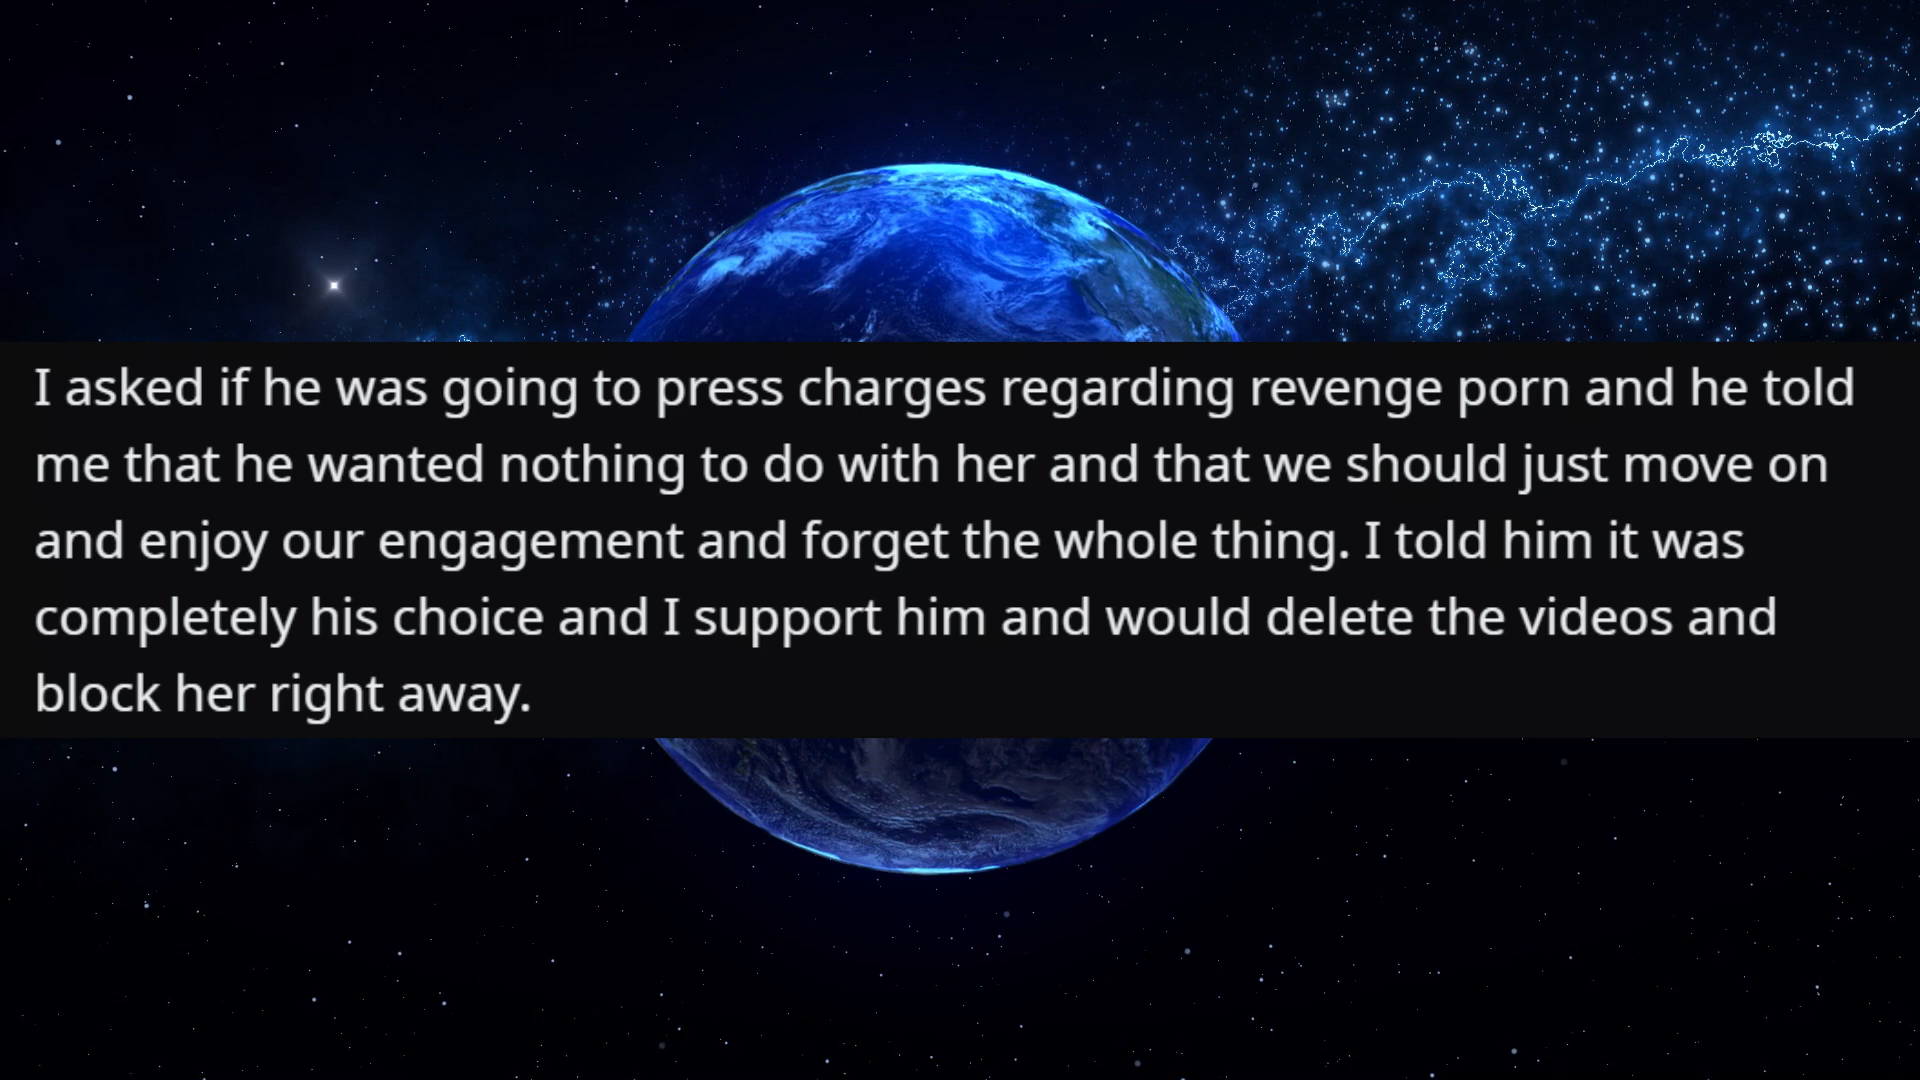 I asked if he was going to press charges regarding revenge porn and he told
me that he wanted nothing to do with her and that we should just move on
and enjoy our engagement and forget the whole thing. I told him it was
completely his choice and I support him and would delete the videos and
block her right away.